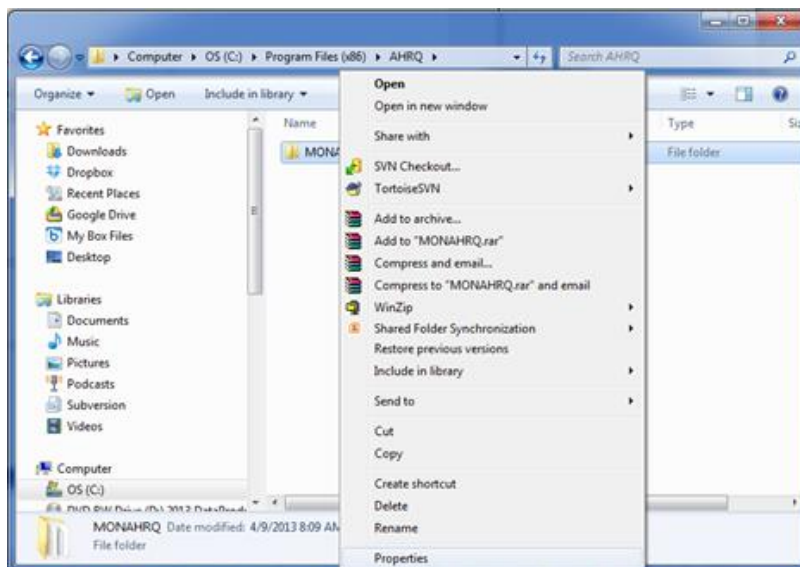 Computer ▸ OS (C:) ▸ Program Files (x86) ▸ AHRQ ▸
Search AHRQ
Organize
Open
Include in library
Favorites
Downloads
Dropbox
Recent Places
Google Drive
My Box Files
Desktop
Libraries
Documents
Music
Pictures
Podcasts
Subversion
Videos
Computer
OS (C:)
Name
MONA
Type
File folder
Open
Open in new window
Share with
SVN Checkout...
TortoiseSVN
Add to archive...
Add to "MONAHRQ.rar"
Compress and email...
Compress to "MONAHRQ.rar" and email
WinZip
Shared Folder Synchronization
Restore previous versions
Include in library
Send to
Cut
Copy
Create shortcut
Delete
Rename
Properties
MONAHRQ Date modified: 4/9/2013 8:09 AM
File folder